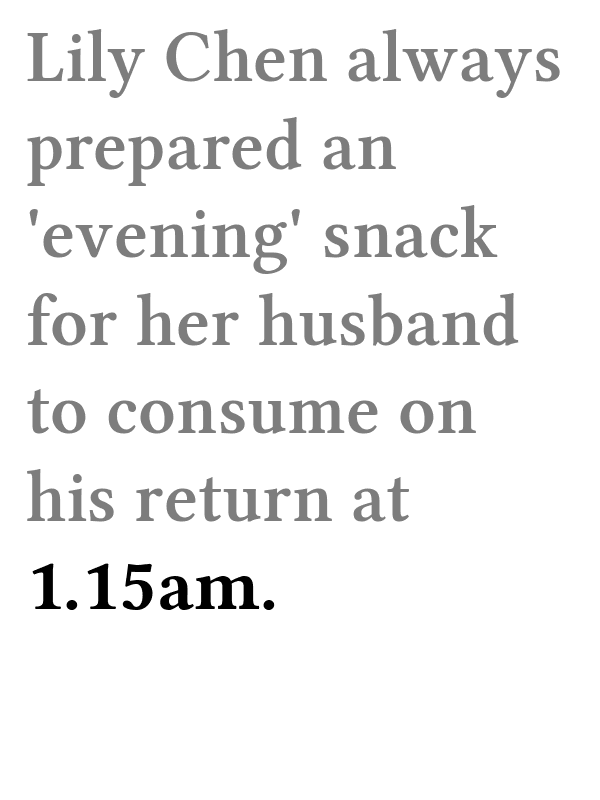 Lily Chen always
prepared an
'evening' snack
for her husband
to consume on
his return at
1.15am.